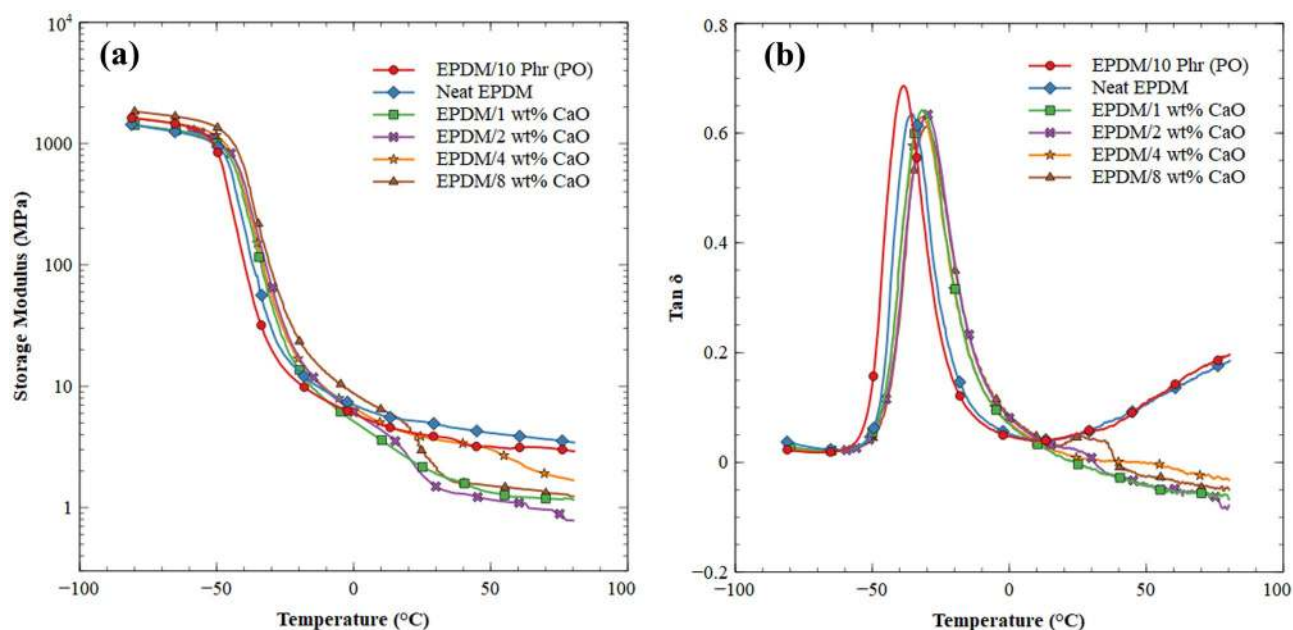 (a)
10⁴
1000
100
10
1
Storage Modulus (MPa)
EPDM/10 Phr (PO)
Neat EPDM
EPDM/1 wt% CaO
EPDM/2 wt% CaO
EPDM/4 wt% CaO
EPDM/8 wt% CaO
−100
−50
0
50
100
Temperature (°C)
(b)
0.8
0.6
0.4
0.2
0
−0.2
Tan δ
EPDM/10 Phr (PO)
Neat EPDM
EPDM/1 wt% CaO
EPDM/2 wt% CaO
EPDM/4 wt% CaO
EPDM/8 wt% CaO
−100
−50
0
50
100
Temperature (°C)